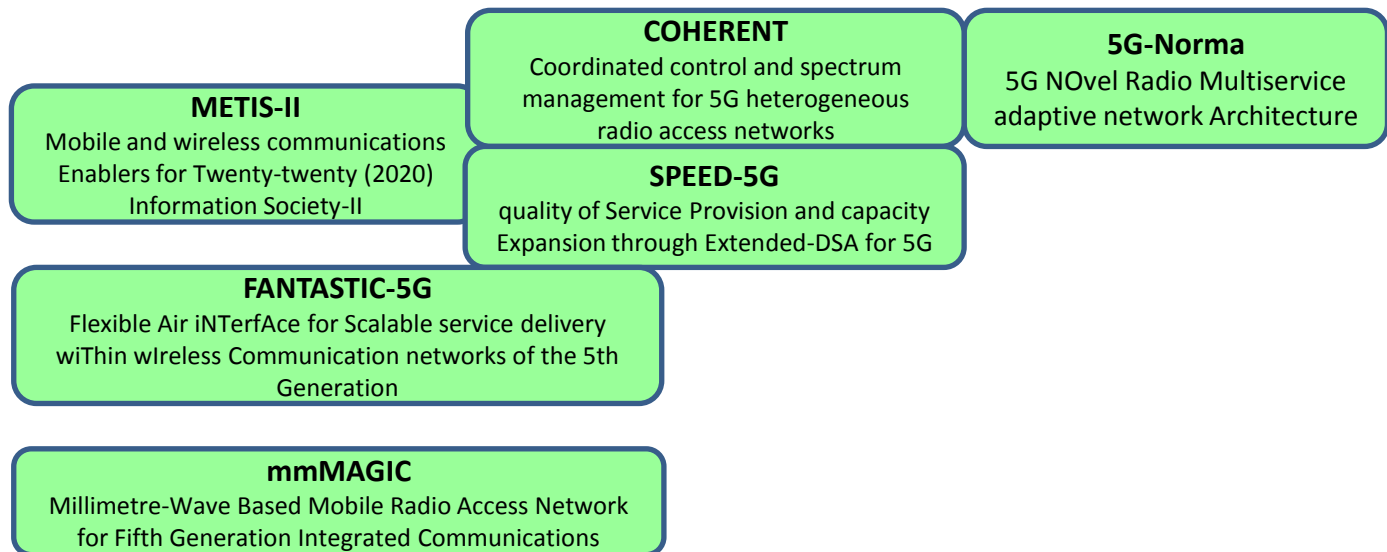 METIS-II
Mobile and wireless communications
Enablers for Twenty-twenty (2020)
Information Society-II
COHERENT
Coordinated control and spectrum
management for 5G heterogeneous
radio access networks
5G-Norma
5G NOvel Radio Multiservice
adaptive network Architecture
SPEED-5G
quality of Service Provision and capacity
Expansion through Extended-DSA for 5G
FANTASTIC-5G
Flexible Air iNTerfAce for Scalable service delivery
wiThin wIreless Communication networks of the 5th
Generation
mmMAGIC
Millimetre-Wave Based Mobile Radio Access Network
for Fifth Generation Integrated Communications